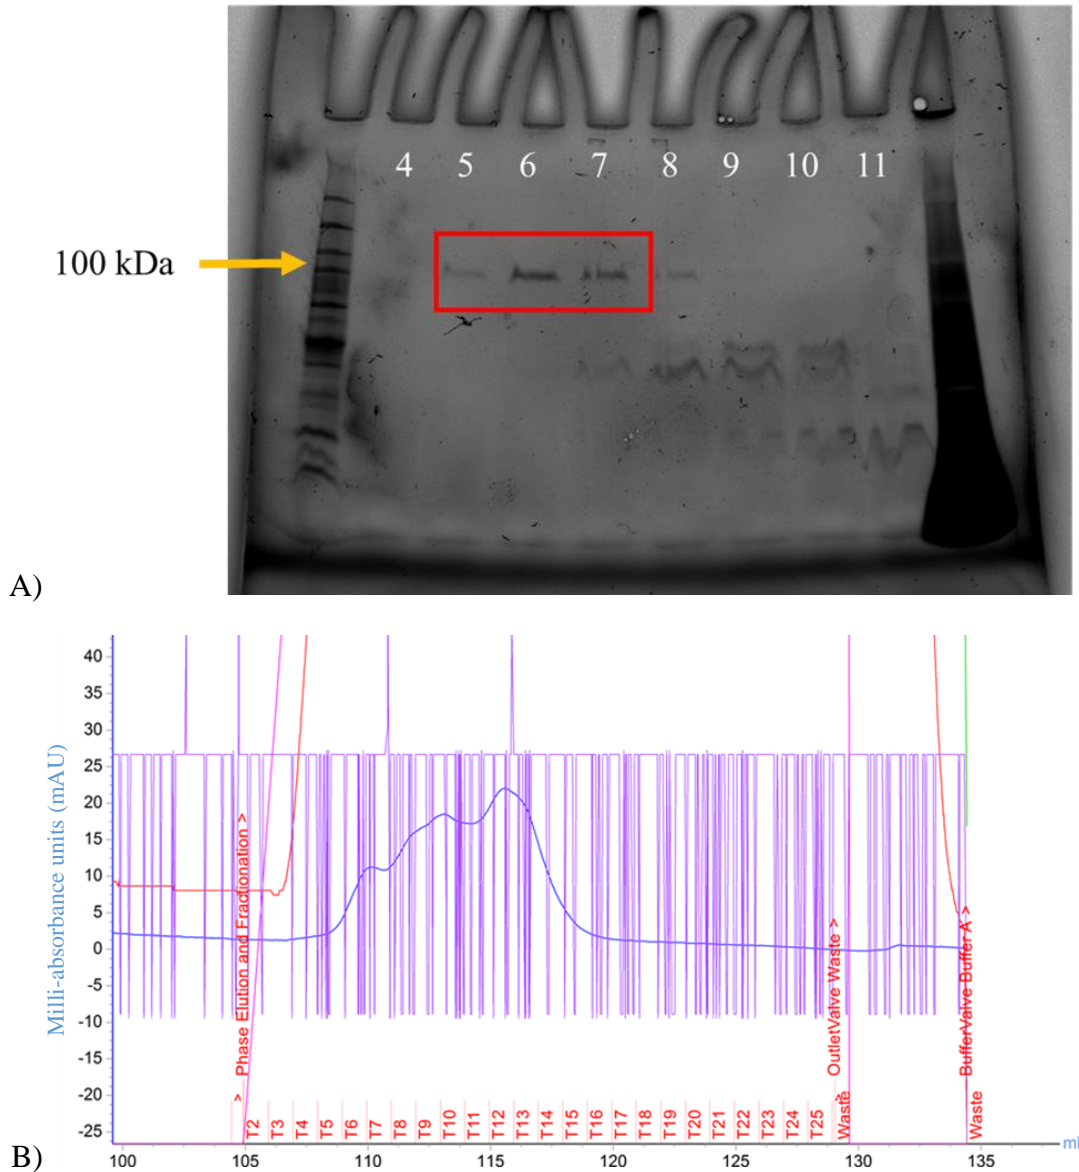 4 5 6 7 8 9 10 11
100 kDa
A)
40
35
30
25
20
15
10
5
0
-5
-10
-15
-20
-25
Milli-absorbance units (mAU)
Phase Elution and Fractionation >
>
T2 T3 T4 T5 T6 T7 T8 T9 T10 T11 T12 T13 T14 T15 T16 T17 T18 T19 T20 T21 T22 T23 T24 T25
OutletValve Waste >
>
Waste
BufferValve Buffer A >
Waste
100 105 110 115 120 125 130 135 ml
B)